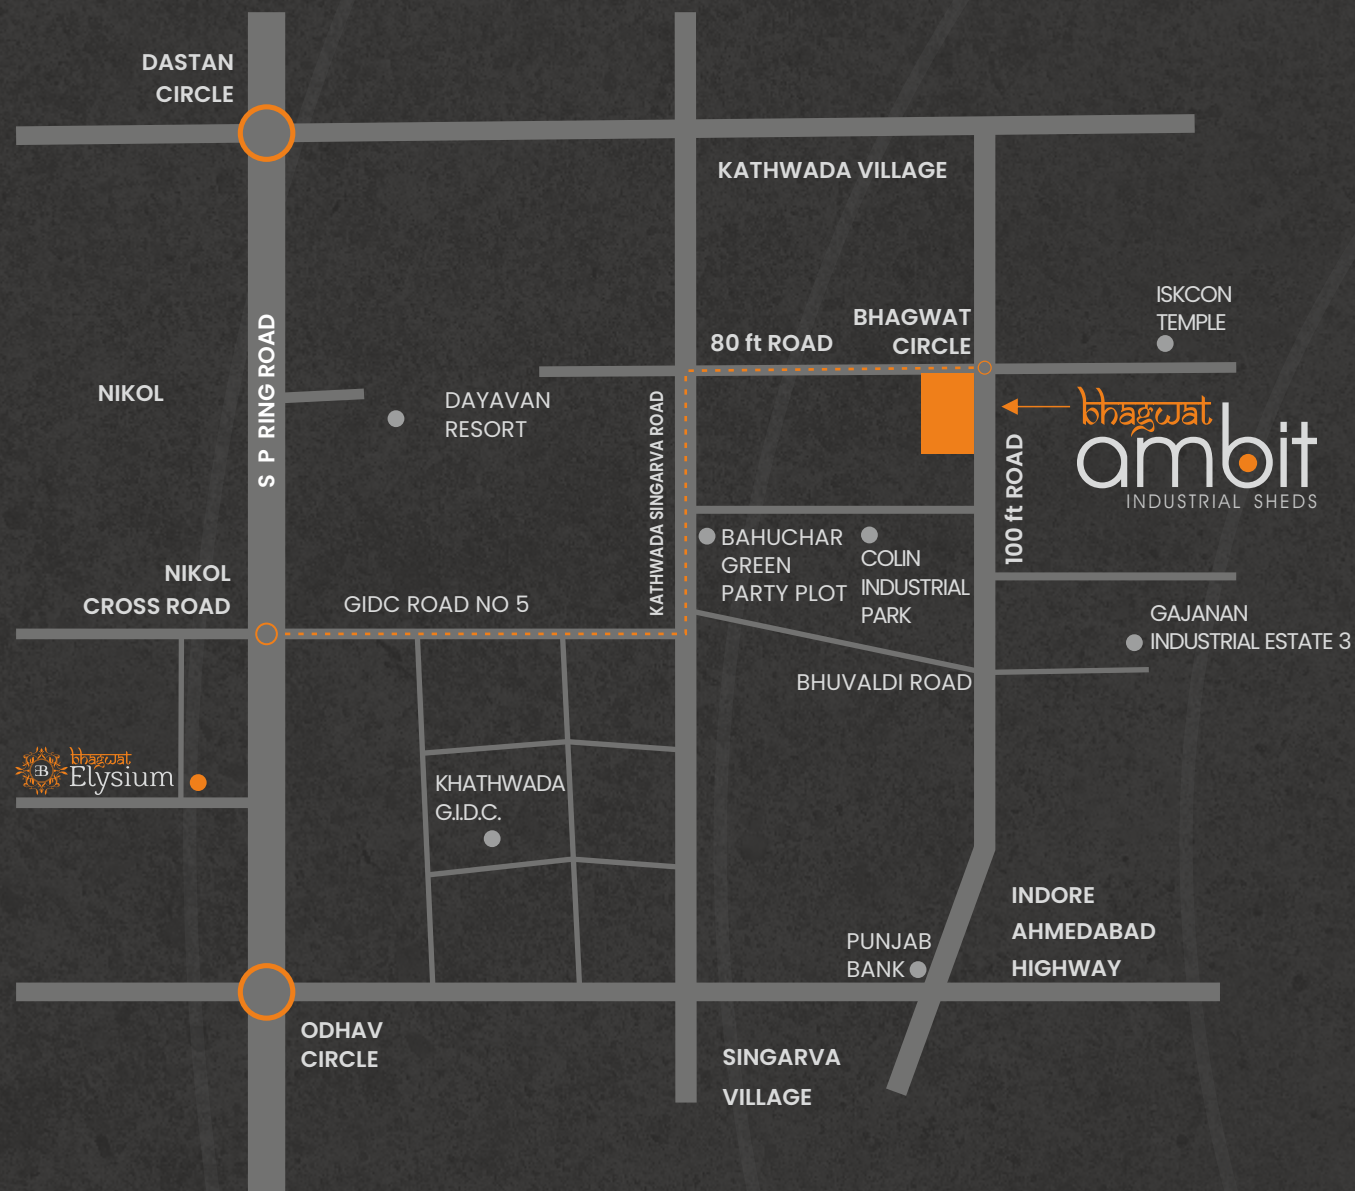 DASTAN
CIRCLE
KATHWADA VILLAGE
ISKCON
TEMPLE
BHAGWAT
CIRCLE
80 ft ROAD
S P RING ROAD
NIKOL
DAYAVAN
RESORT
KATHWADA SINGARVA ROAD
bhagwat
ambit
INDUSTRIAL SHEDS
100 ft ROAD
BAHUCHAR
GREEN
PARTY PLOT
COLIN
INDUSTRIAL
PARK
NIKOL
CROSS ROAD
GIDC ROAD NO 5
GAJANAN
INDUSTRIAL ESTATE 3
BHUVALDI ROAD
B
bhagwat
Elysium
KHATHWADA
G.I.D.C.
INDORE
AHMEDABAD
HIGHWAY
PUNJAB
BANK
ODHAV
CIRCLE
SINGARVA
VILLAGE